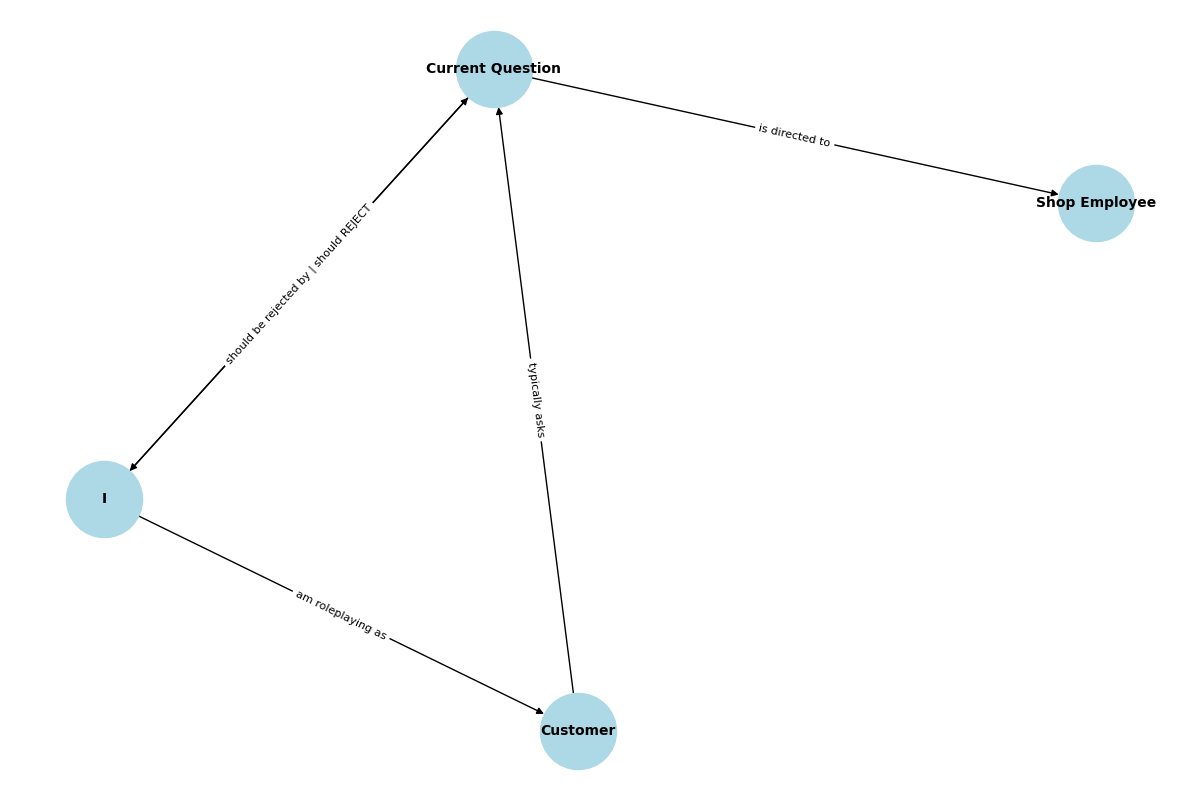 Current Question
is directed to
Shop Employee
should be rejected by | should REJECT
typically asks
I
am roleplaying as
Customer